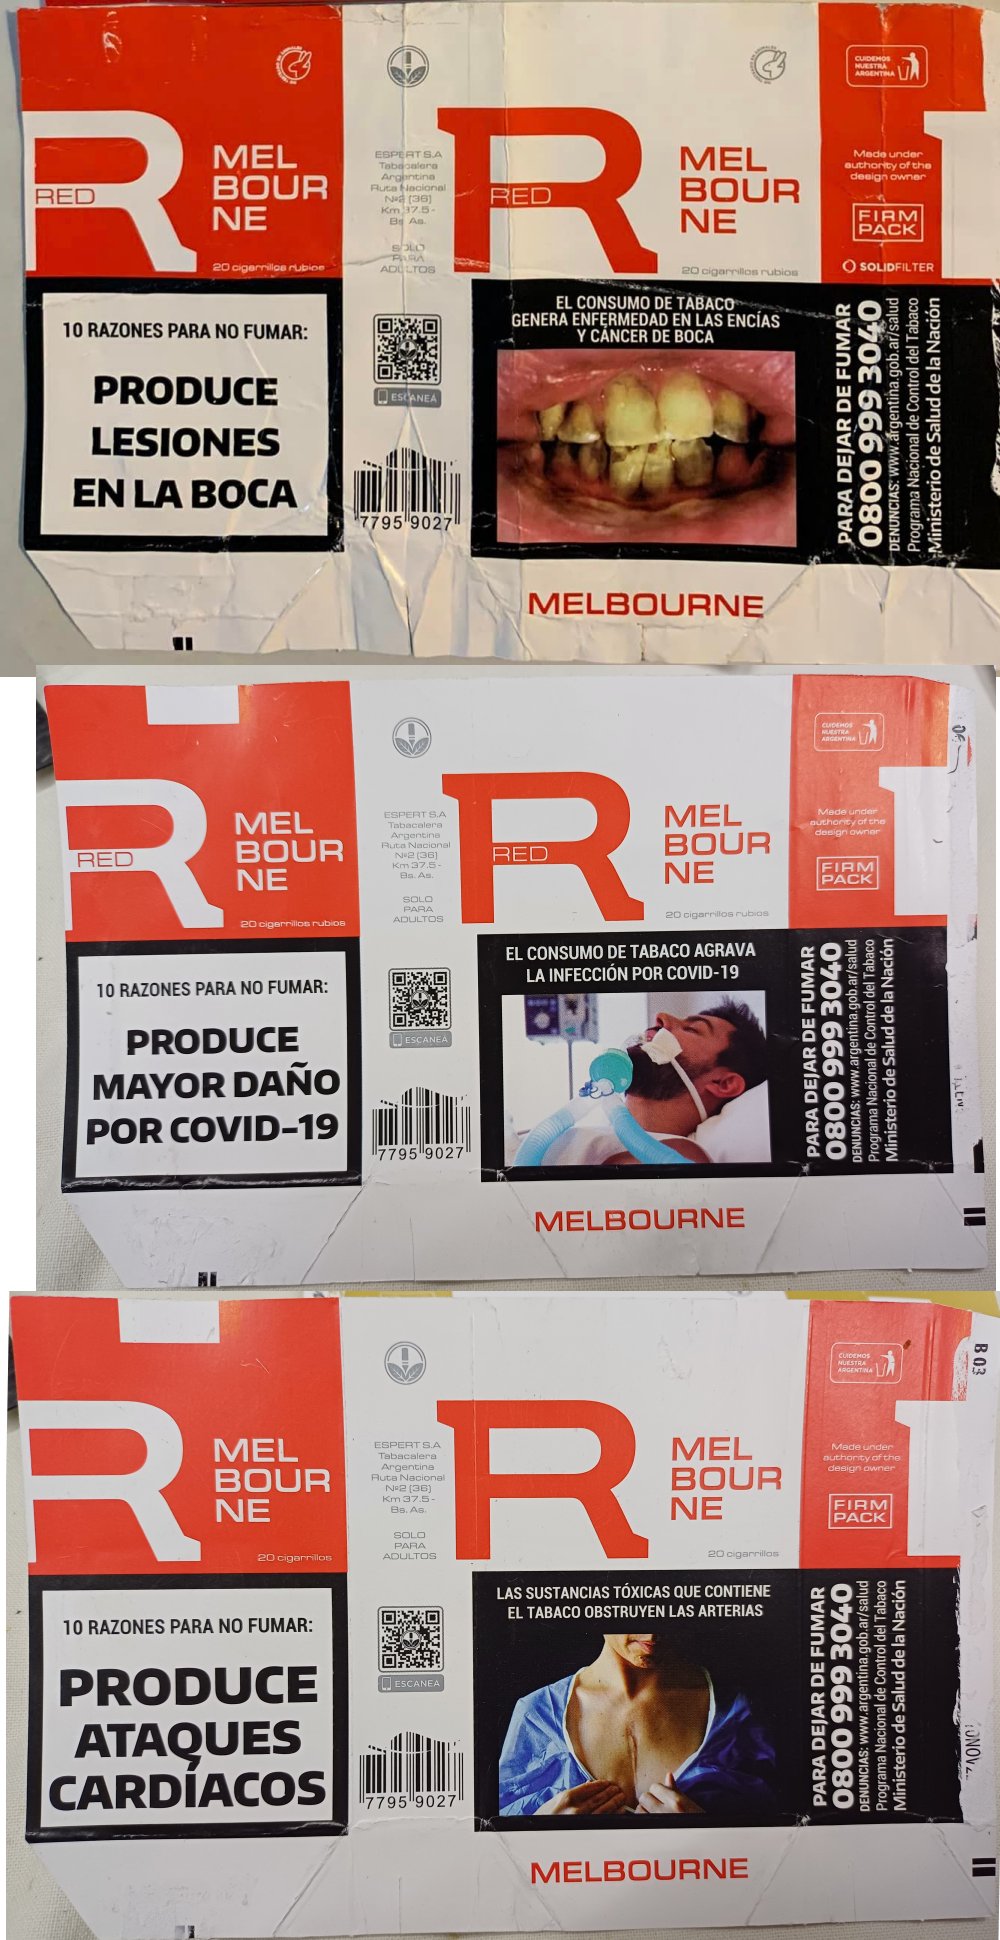 RED
MEL
BOUR
NE
20 cigarrillos rubios
10 RAZONES PARA NO FUMAR:
PRODUCE
LESIONES
EN LA BOCA
ESPERT S.A
Tabacalera
Argentina
Ruta Nacional
Nº2 (36)
Km 37.5 -
Bs. As.
SOLO
PARA
ADULTOS
ESCANEA
7795 9027
RED
MEL
BOUR
NE
20 cigarrillos rubios
EL CONSUMO DE TABACO
GENERA ENFERMEDAD EN LAS ENCÍAS
Y CÁNCER DE BOCA
MELBOURNE
CUIDEMOS
NUESTRA
ARGENTINA
Made under
authority of the
design owner
FIRM
PACK
SOLIDFILTER
PARA DEJAR DE FUMAR
0800 999 3040
DENUNCIAS: www.argentina.gob.ar/salud
Programa Nacional de Control del Tabaco
Ministerio de Salud de la Nación
RED
MEL
BOUR
NE
20 cigarrillos rubios
10 RAZONES PARA NO FUMAR:
PRODUCE
MAYOR DAÑO
POR COVID-19
ESPERT S.A
Tabacalera
Argentina
Ruta Nacional
Nº2 (36)
Km 37.5 -
Bs. As.
SOLO
PARA
ADULTOS
ESCANEA
7795 9027
RED
MEL
BOUR
NE
20 cigarrillos rubios
EL CONSUMO DE TABACO AGRAVA
LA INFECCIÓN POR COVID-19
MELBOURNE
CUIDEMOS
NUESTRA
ARGENTINA
Made under
authority of the
design owner
FIRM
PACK
PARA DEJAR DE FUMAR
0800 999 3040
DENUNCIAS: www.argentina.gob.ar/salud
Programa Nacional de Control del Tabaco
Ministerio de Salud de la Nación
MEL
BOUR
NE
20 cigarrillos
10 RAZONES PARA NO FUMAR:
PRODUCE
ATAQUES
CARDÍACOS
ESPERT S.A
Tabacalera
Argentina
Ruta Nacional
Nº2 (36)
Km 37.5 -
Bs. As.
SOLO
PARA
ADULTOS
ESCANEA
7795 9027
MEL
BOUR
NE
20 cigarrillos
LAS SUSTANCIAS TÓXICAS QUE CONTIENE
EL TABACO OBSTRUYEN LAS ARTERIAS
MELBOURNE
CUIDEMOS
NUESTRA
ARGENTINA
Made under
authority of the
design owner
FIRM
PACK
PARA DEJAR DE FUMAR
0800 999 3040
DENUNCIAS: www.argentina.gob.ar/salud
Programa Nacional de Control del Tabaco
Ministerio de Salud de la Nación
B 03